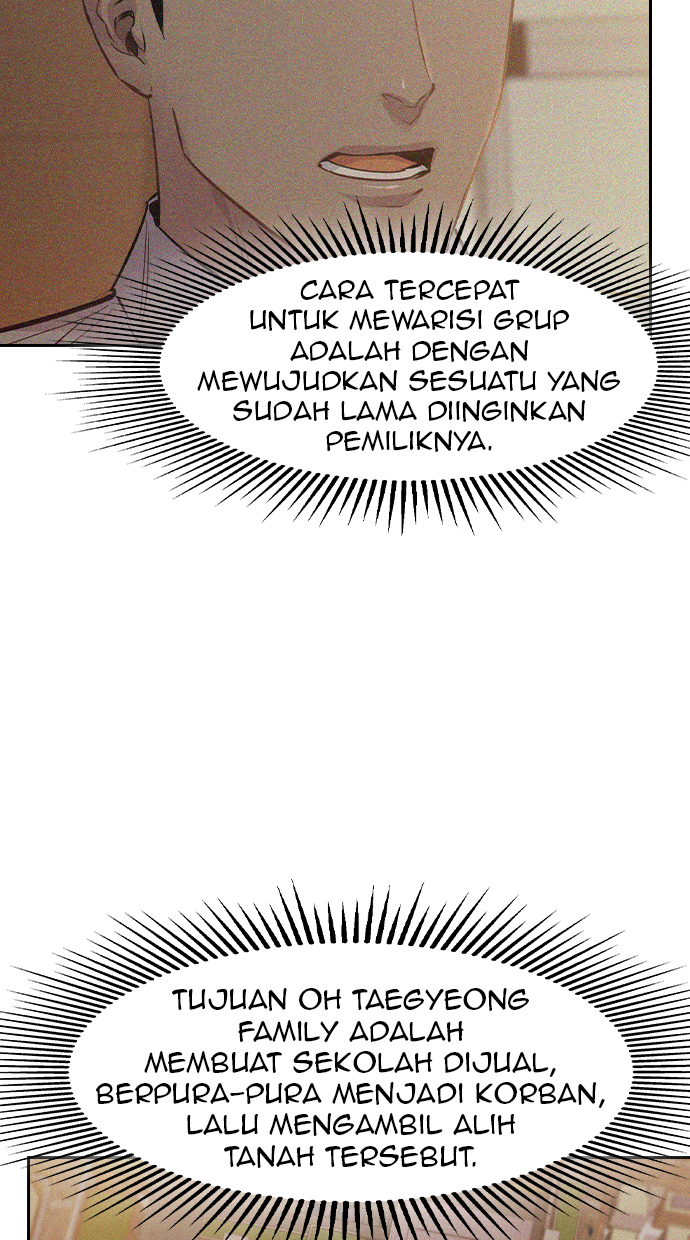 CARA TERCEPAT
UNTUK MEWARISI GRUP
ADALAH DENGAN
MEWUJUDKAN SESUATU YANG
SUDAH LAMA DIINGINKAN
PEMILIKNYA.
TUJUAN OH TAEGYEONG
FAMILY ADALAH
MEMBUAT SEKOLAH DIJUAL,
BERPURA-PURA MENJADI KORBAN,
LALU MENGAMBIL ALIH
TANAH TERSEBUT.